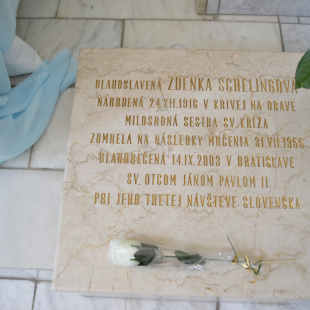 BLAHOSLAVENÁ ZDENKA SCHELINGOVÁ
NARODENÁ 24.XII.1916 V KRIVEJ NA ORAVE
MILOSRDNÁ SESTRA SV. KRÍŽA
ZOMRELA NA NÁSLEDKY MUČENIA 31.VII.1955
BLAHOREČENÁ 14.IX.2003 V BRATISLAVE
SV. OTCOM JÁNOM PAVLOM II.
PRI JEHO TRETEJ NÁVŠTEVE SLOVENSKA